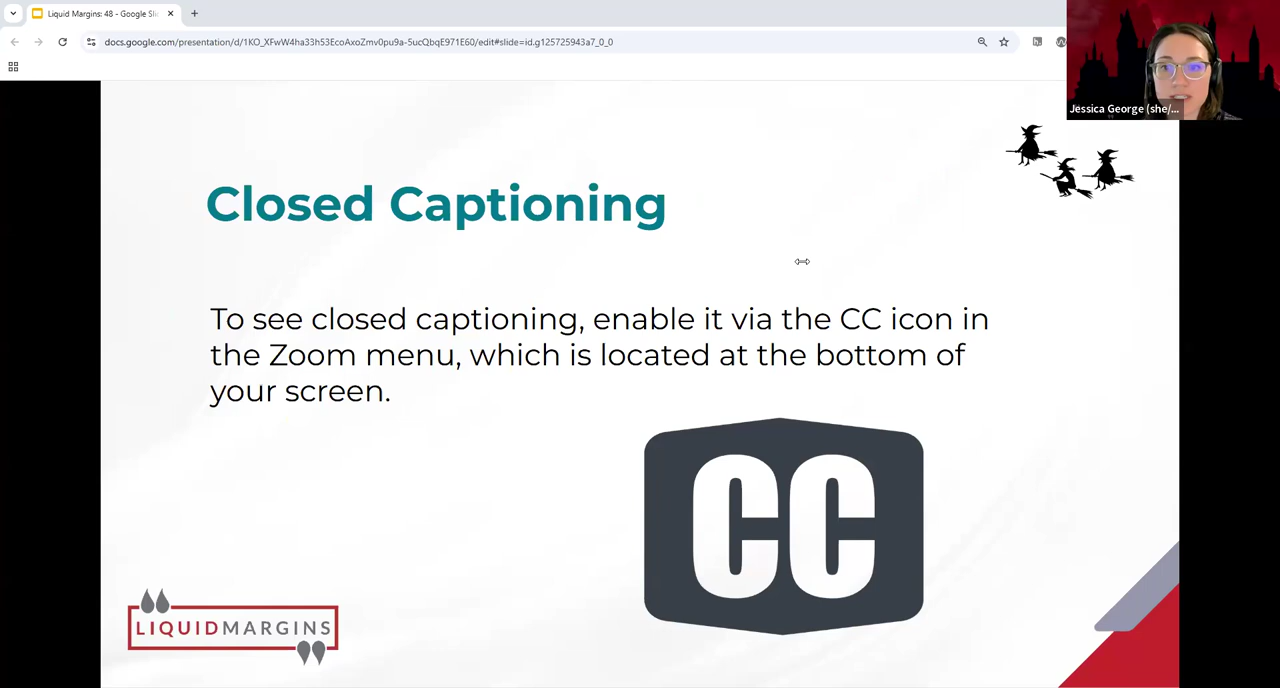 Liquid Margins: 48 - Google Sli
docs.google.com/presentation/d/1KO_XFwW4ha33h53EcoAxoZmv0pu9a-5ucQbqE971E60/edit#slide=id.g125725943a7_0_0
Jessica George (she/...
Closed Captioning
To see closed captioning, enable it via the CC icon in
the Zoom menu, which is located at the bottom of
your screen.
CC
LIQUIDMARGINS